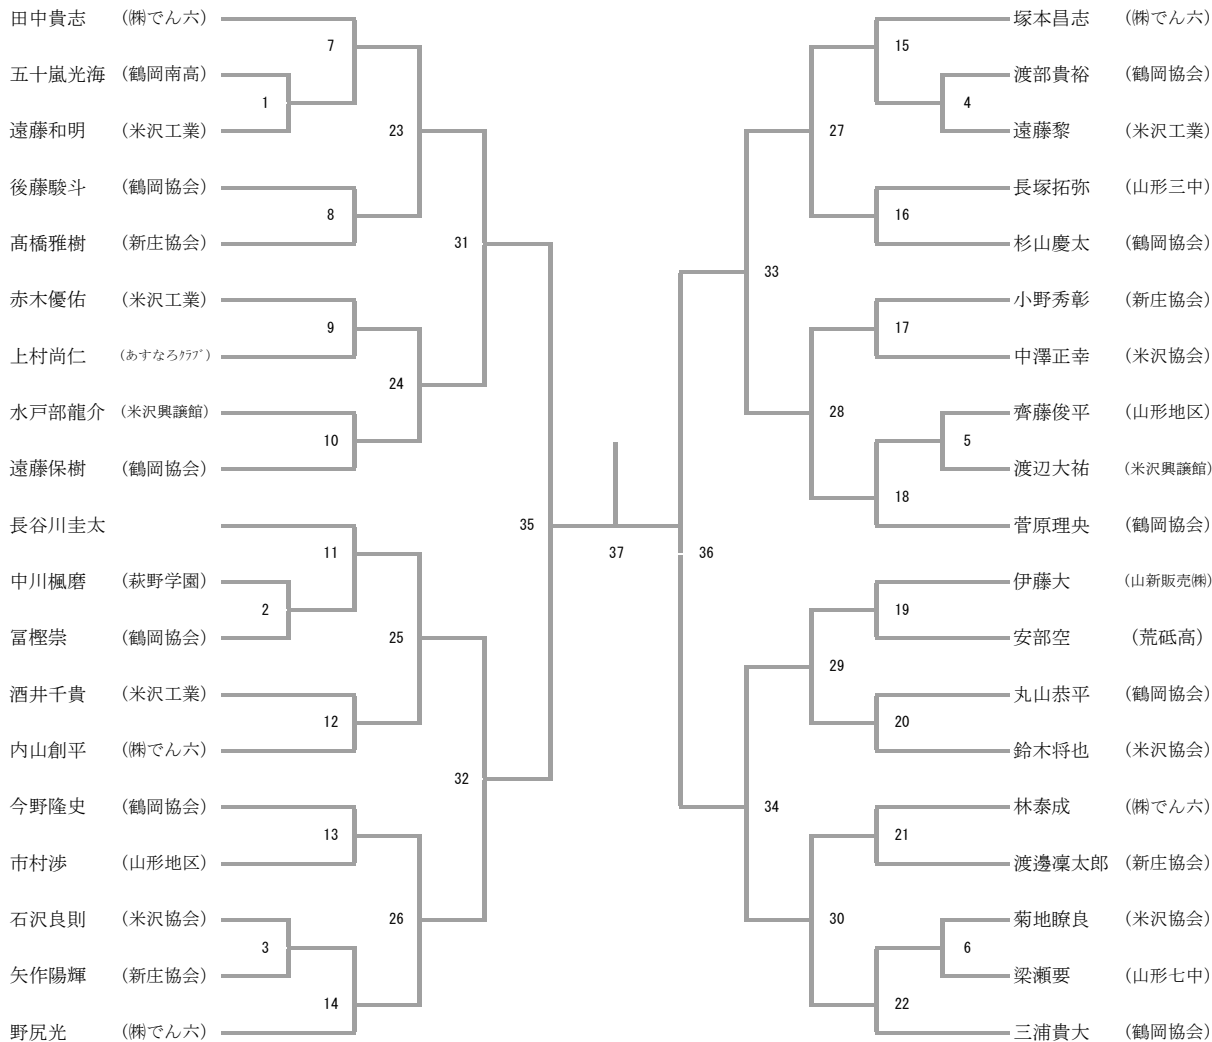 田中貴志 (㈱でん六)
7
五十嵐光海 (鶴岡南高)
1
遠藤和明 (米沢工業)
23
後藤駿斗 (鶴岡協会)
8
髙橋雅樹 (新庄協会)
31
赤木優佑 (米沢工業)
9
上村尚仁 (あすなろｸﾗﾌﾞ)
24
水戸部龍介 (米沢興譲館)
10
遠藤保樹 (鶴岡協会)
長谷川圭太
35
11
中川楓磨 (萩野学園)
2
冨樫崇 (鶴岡協会)
25
酒井千貴 (米沢工業)
12
内山創平 (㈱でん六)
32
今野隆史 (鶴岡協会)
13
市村渉 (山形地区)
石沢良則 (米沢協会)
26
3
矢作陽輝 (新庄協会)
14
野尻光 (㈱でん六)
37
塚本昌志 (㈱でん六)
15
渡部貴裕 (鶴岡協会)
4
遠藤黎 (米沢工業)
27
長塚拓弥 (山形三中)
16
杉山慶太 (鶴岡協会)
33
小野秀彰 (新庄協会)
17
中澤正幸 (米沢協会)
28
齊藤俊平 (山形地区)
5
渡辺大祐 (米沢興譲館)
18
菅原理央 (鶴岡協会)
36
伊藤大 (山新販売㈱)
19
安部空 (荒砥高)
29
丸山恭平 (鶴岡協会)
20
鈴木将也 (米沢協会)
34
林泰成 (㈱でん六)
21
渡邊凜太郎 (新庄協会)
30
菊地瞭良 (米沢協会)
6
梁瀬要 (山形七中)
22
三浦貴大 (鶴岡協会)